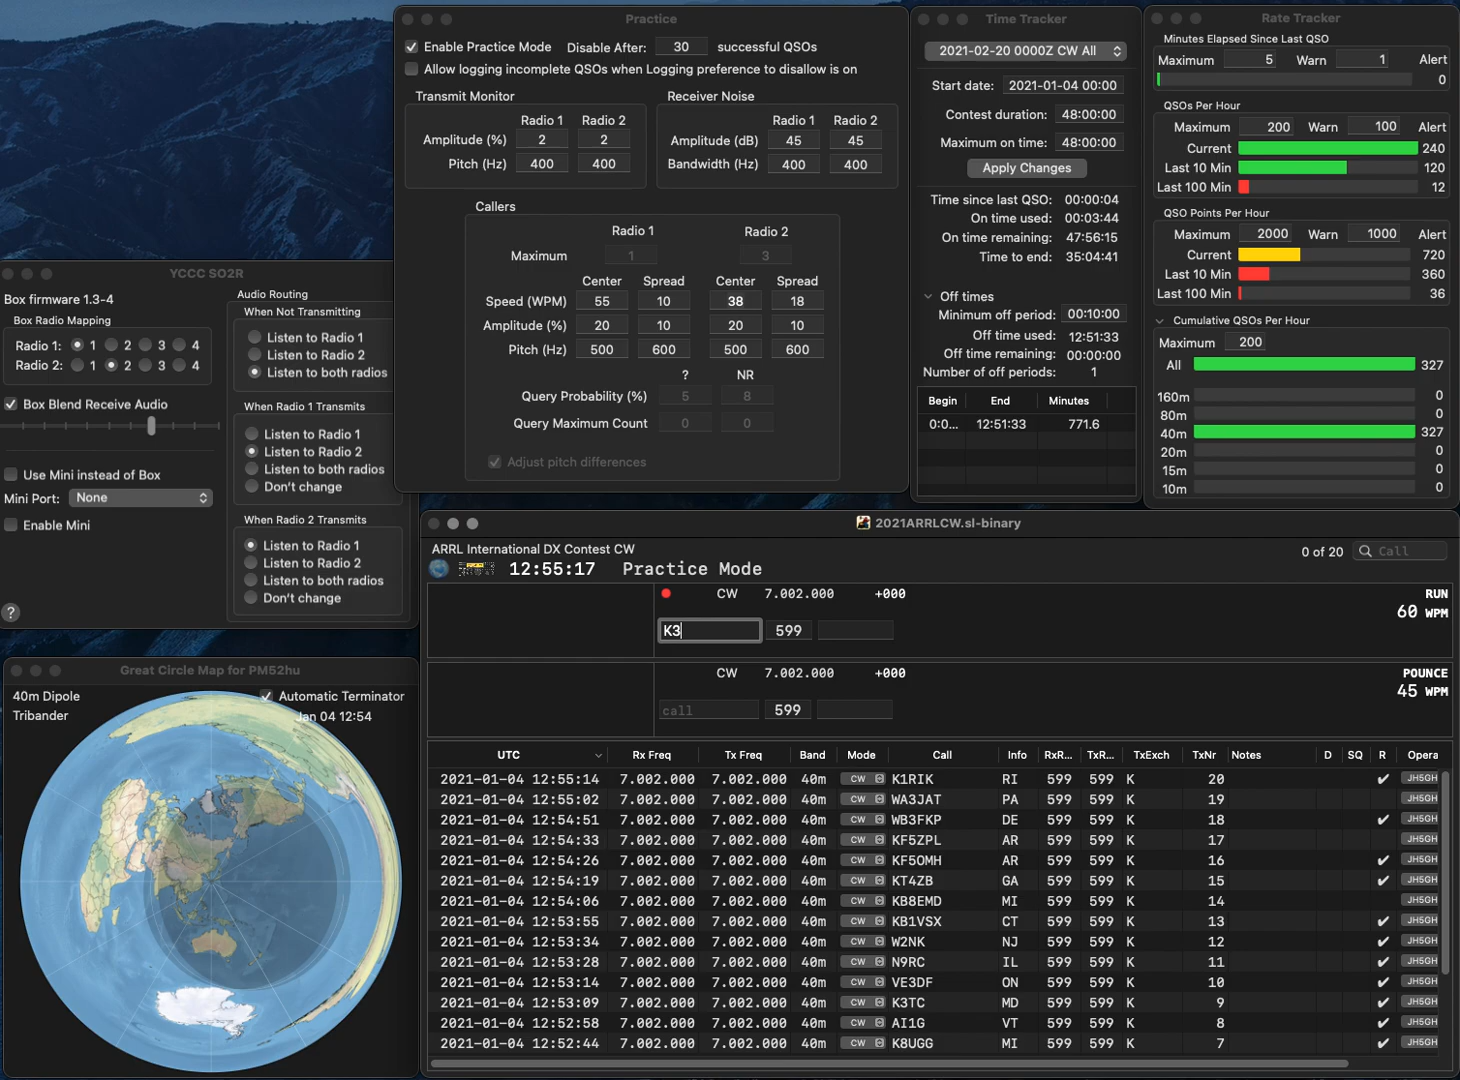 Practice
Enable Practice Mode Disable After: 30 successful QSOs
Allow logging incomplete QSOs when Logging preference to disallow is on
Transmit Monitor
Radio 1 Radio 2
Amplitude (%) 2 2
Pitch (Hz) 400 400
Receiver Noise
Radio 1 Radio 2
Amplitude (dB) 45 45
Bandwidth (Hz) 400 400
Callers
Radio 1 Radio 2
Maximum 1 3
Center Spread Center Spread
Speed (WPM) 55 10 38 18
Amplitude (%) 20 10 20 10
Pitch (Hz) 500 600 500 600
? NR
Query Probability (%) 5 8
Query Maximum Count 0 0
Adjust pitch differences
Time Tracker
2021-02-20 0000Z CW All
Start date: 2021-01-04 00:00
Contest duration: 48:00:00
Maximum on time: 48:00:00
Apply Changes
Time since last QSO: 00:00:04
On time used: 00:03:44
On time remaining: 47:56:15
Time to end: 35:04:41
Off times
Minimum off period: 00:10:00
Off time used: 12:51:33
Off time remaining: 00:00:00
Number of off periods: 1
Begin End Minutes
0:0... 12:51:33 771.6
Rate Tracker
Minutes Elapsed Since Last QSO
Maximum 5 Warn 1 Alert
0
QSOs Per Hour
Maximum 200 Warn 100 Alert
Current 240
Last 10 Min 120
Last 100 Min 12
QSO Points Per Hour
Maximum 2000 Warn 1000 Alert
Current 720
Last 10 Min 360
Last 100 Min 36
Cumulative QSOs Per Hour
Maximum 200
All 327
160m 0
80m 0
40m 327
20m 0
15m 0
10m 0
YCCC SO2R
Box firmware 1.3-4
Box Radio Mapping
Radio 1: 1 2 3 4
Radio 2: 1 2 3 4
Box Blend Receive Audio
Use Mini instead of Box
Mini Port: None
Enable Mini
?
Audio Routing
When Not Transmitting
Listen to Radio 1
Listen to Radio 2
Listen to both radios
When Radio 1 Transmits
Listen to Radio 1
Listen to Radio 2
Listen to both radios
Don't change
When Radio 2 Transmits
Listen to Radio 1
Listen to Radio 2
Listen to both radios
Don't change
Great Circle Map for PM52hu
40m Dipole Automatic Terminator
Tribander Jan 04 12:54
2021ARRLCW.sl-binary
ARRL International DX Contest CW 0 of 20 Call
12:55:17 Practice Mode
CW 7.002.000 +000 RUN
60 WPM
K3 599
CW 7.002.000 +000 POUNCE
45 WPM
call 599
UTC Rx Freq Tx Freq Band Mode Call Info RxR... TxR... TxExch TxNr Notes D SQ R Opera
2021-01-04 12:55:14 7.002.000 7.002.000 40m CW K1RIK RI 599 599 K 20 ✔ JH5GH
2021-01-04 12:55:02 7.002.000 7.002.000 40m CW WA3JAT PA 599 599 K 19 JH5GH
2021-01-04 12:54:51 7.002.000 7.002.000 40m CW WB3FKP DE 599 599 K 18 ✔ JH5GH
2021-01-04 12:54:33 7.002.000 7.002.000 40m CW KF5ZPL AR 599 599 K 17 JH5GH
2021-01-04 12:54:26 7.002.000 7.002.000 40m CW KF5OMH AR 599 599 K 16 ✔ JH5GH
2021-01-04 12:54:19 7.002.000 7.002.000 40m CW KT4ZB GA 599 599 K 15 ✔ JH5GH
2021-01-04 12:54:06 7.002.000 7.002.000 40m CW KB8EMD MI 599 599 K 14 JH5GH
2021-01-04 12:53:55 7.002.000 7.002.000 40m CW KB1VSX CT 599 599 K 13 ✔ JH5GH
2021-01-04 12:53:34 7.002.000 7.002.000 40m CW W2NK NJ 599 599 K 12 ✔ JH5GH
2021-01-04 12:53:28 7.002.000 7.002.000 40m CW N9RC IL 599 599 K 11 ✔ JH5GH
2021-01-04 12:53:14 7.002.000 7.002.000 40m CW VE3DF ON 599 599 K 10 ✔ JH5GH
2021-01-04 12:53:09 7.002.000 7.002.000 40m CW K3TC MD 599 599 K 9 ✔ JH5GH
2021-01-04 12:52:58 7.002.000 7.002.000 40m CW AI1G VT 599 599 K 8 ✔ JH5GH
2021-01-04 12:52:44 7.002.000 7.002.000 40m CW K8UGG MI 599 599 K 7 ✔ JH5GH